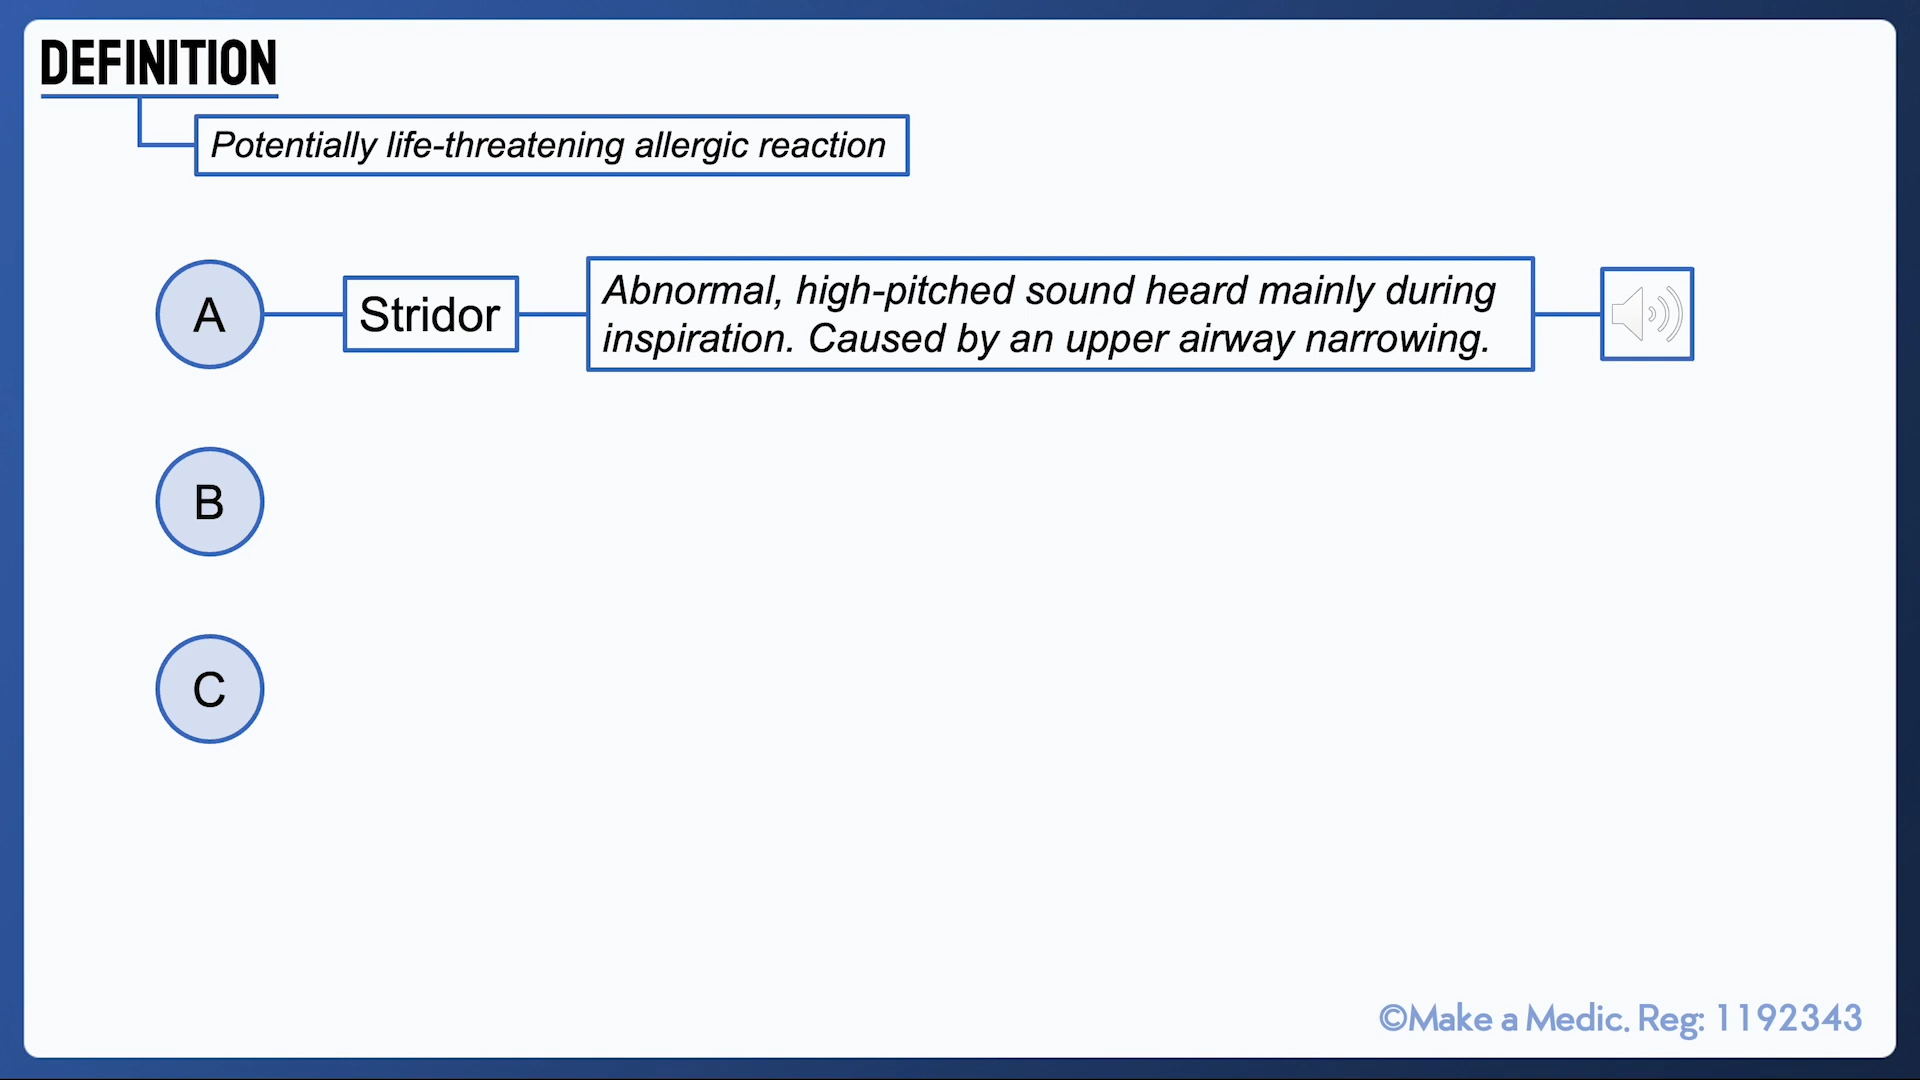 DEFINITION
Potentially life-threatening allergic reaction
A
Stridor
Abnormal, high-pitched sound heard mainly during
inspiration. Caused by an upper airway narrowing.
B
C
©Make a Medic. Reg: 1192343